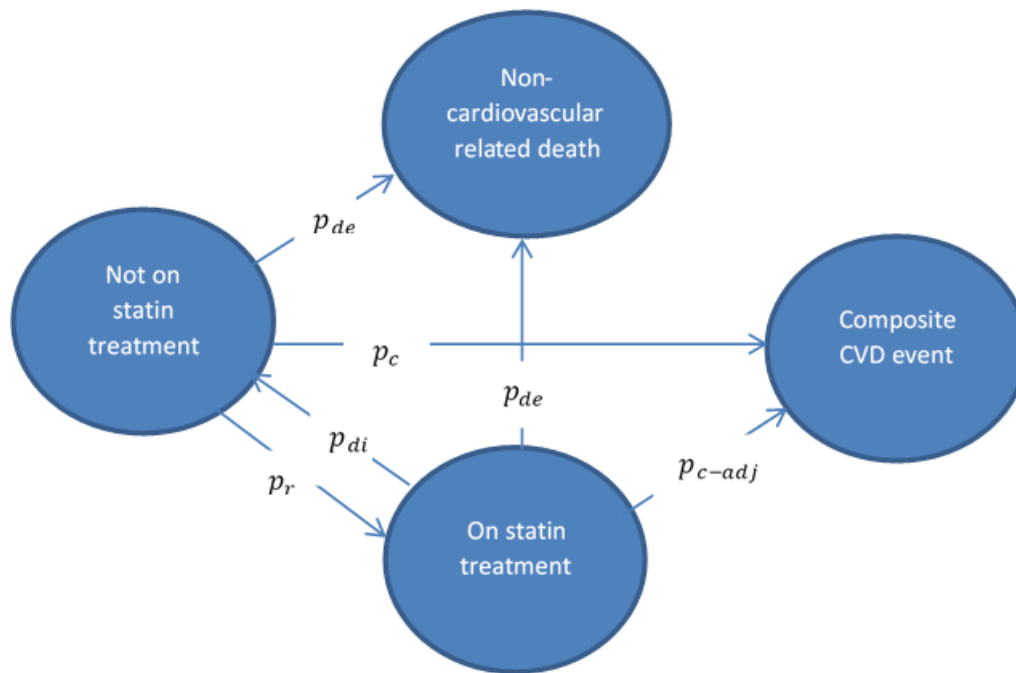 Non-
cardiovascular
related death
p_de
Not on
statin
treatment
Composite
CVD event
p_c
p_de
p_di
p_c−adj
p_r
On statin
treatment